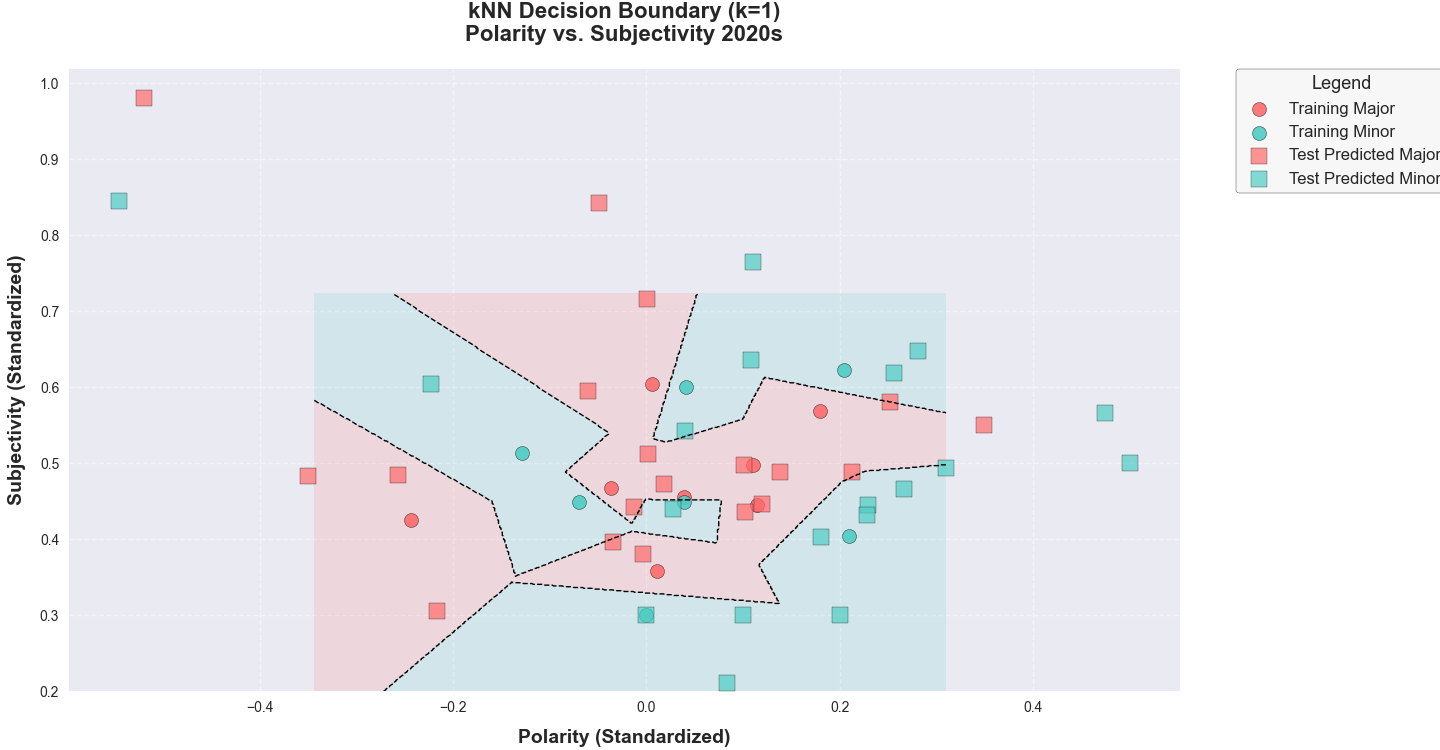 kNN Decision Boundary (k=1)
Polarity vs. Subjectivity 2020s
Legend
Training Major
Training Minor
Test Predicted Major
Test Predicted Minor
Subjectivity (Standardized)
1.0
0.9
0.8
0.7
0.6
0.5
0.4
0.3
0.2
−0.4
−0.2
0.0
0.2
0.4
Polarity (Standardized)